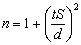 n = 1 + (tS/d)^2